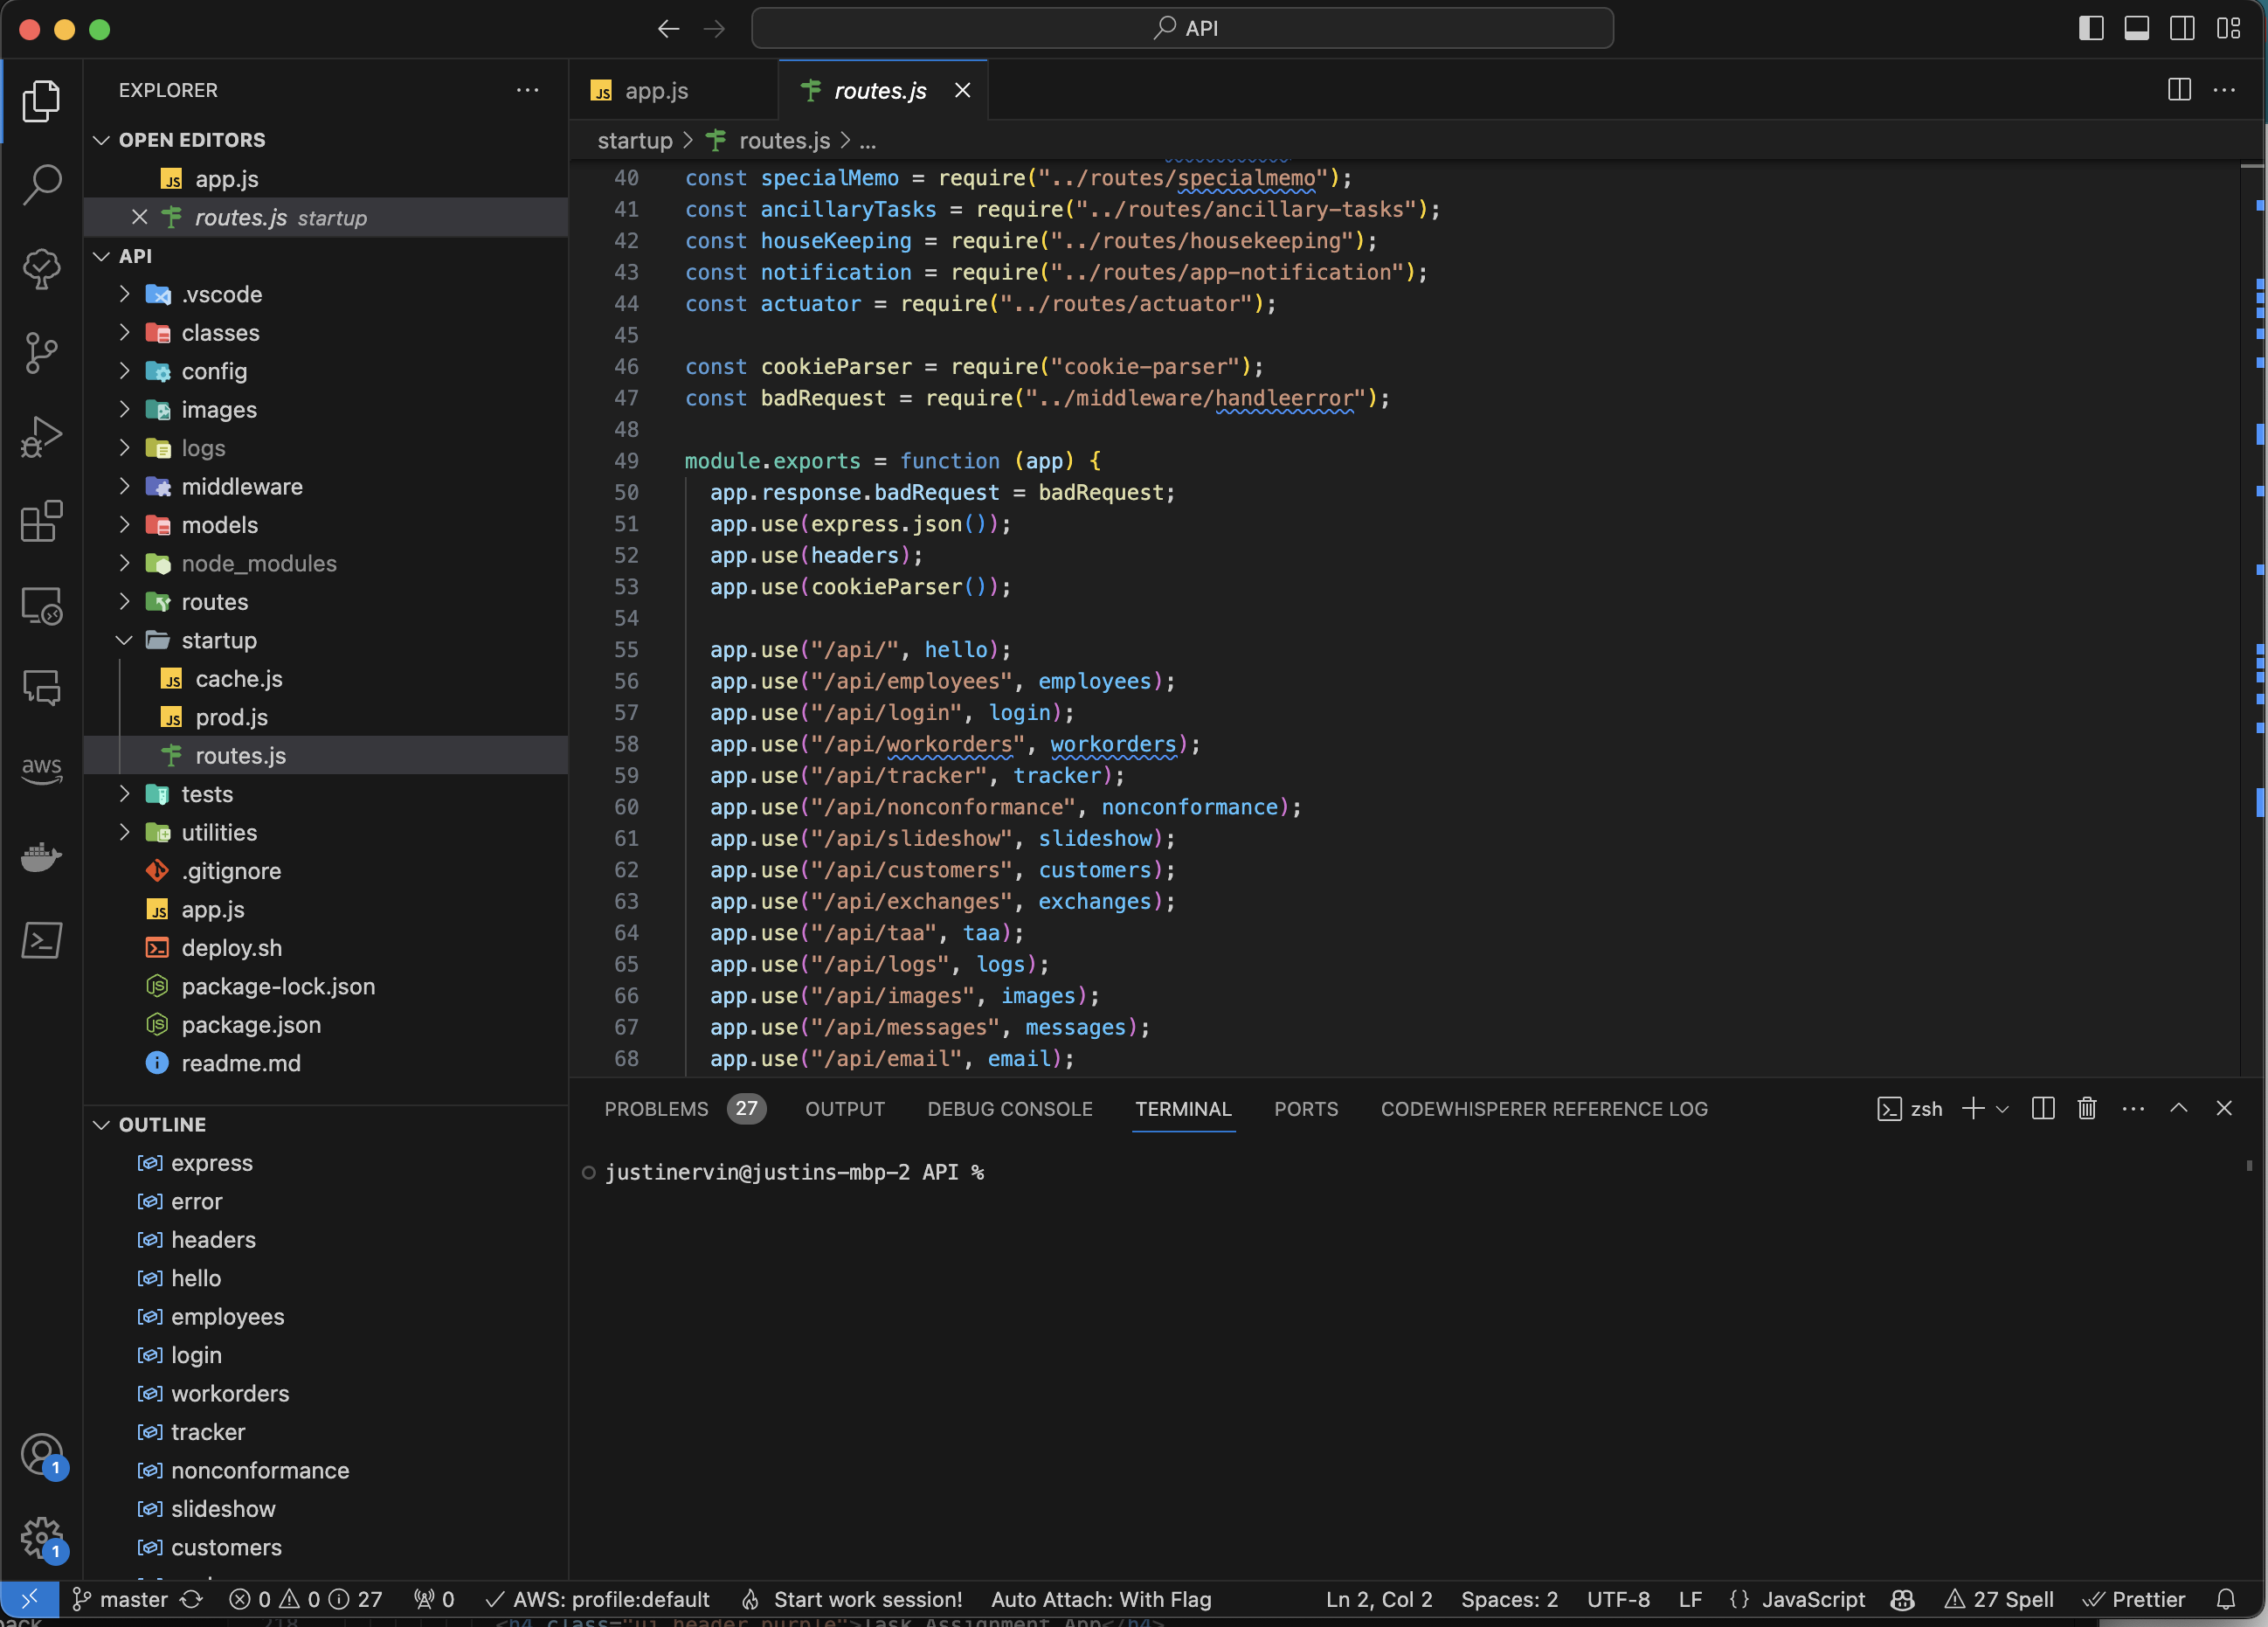 API
EXPLORER
OPEN EDITORS
app.js
routes.js startup
API
.vscode
classes
config
images
logs
middleware
models
node_modules
routes
startup
cache.js
prod.js
routes.js
tests
utilities
.gitignore
app.js
deploy.sh
package-lock.json
package.json
readme.md
OUTLINE
express
error
headers
hello
employees
login
workorders
tracker
nonconformance
slideshow
customers
aws
1
1
app.js
routes.js
startup > routes.js > ...
40 const specialMemo = require("../routes/specialmemo");
41 const ancillaryTasks = require("../routes/ancillary-tasks");
42 const houseKeeping = require("../routes/housekeeping");
43 const notification = require("../routes/app-notification");
44 const actuator = require("../routes/actuator");
45
46 const cookieParser = require("cookie-parser");
47 const badRequest = require("../middleware/handleerror");
48
49 module.exports = function (app) {
50 app.response.badRequest = badRequest;
51 app.use(express.json());
52 app.use(headers);
53 app.use(cookieParser());
54
55 app.use("/api/", hello);
56 app.use("/api/employees", employees);
57 app.use("/api/login", login);
58 app.use("/api/workorders", workorders);
59 app.use("/api/tracker", tracker);
60 app.use("/api/nonconformance", nonconformance);
61 app.use("/api/slideshow", slideshow);
62 app.use("/api/customers", customers);
63 app.use("/api/exchanges", exchanges);
64 app.use("/api/taa", taa);
65 app.use("/api/logs", logs);
66 app.use("/api/images", images);
67 app.use("/api/messages", messages);
68 app.use("/api/email", email);
PROBLEMS 27 OUTPUT DEBUG CONSOLE TERMINAL PORTS CODEWHISPERER REFERENCE LOG zsh
justinervin@justins-mbp-2 API %
master 0 0 27 0 AWS: profile:default Start work session! Auto Attach: With Flag Ln 2, Col 2 Spaces: 2 UTF-8 LF {} JavaScript 27 Spell Prettier